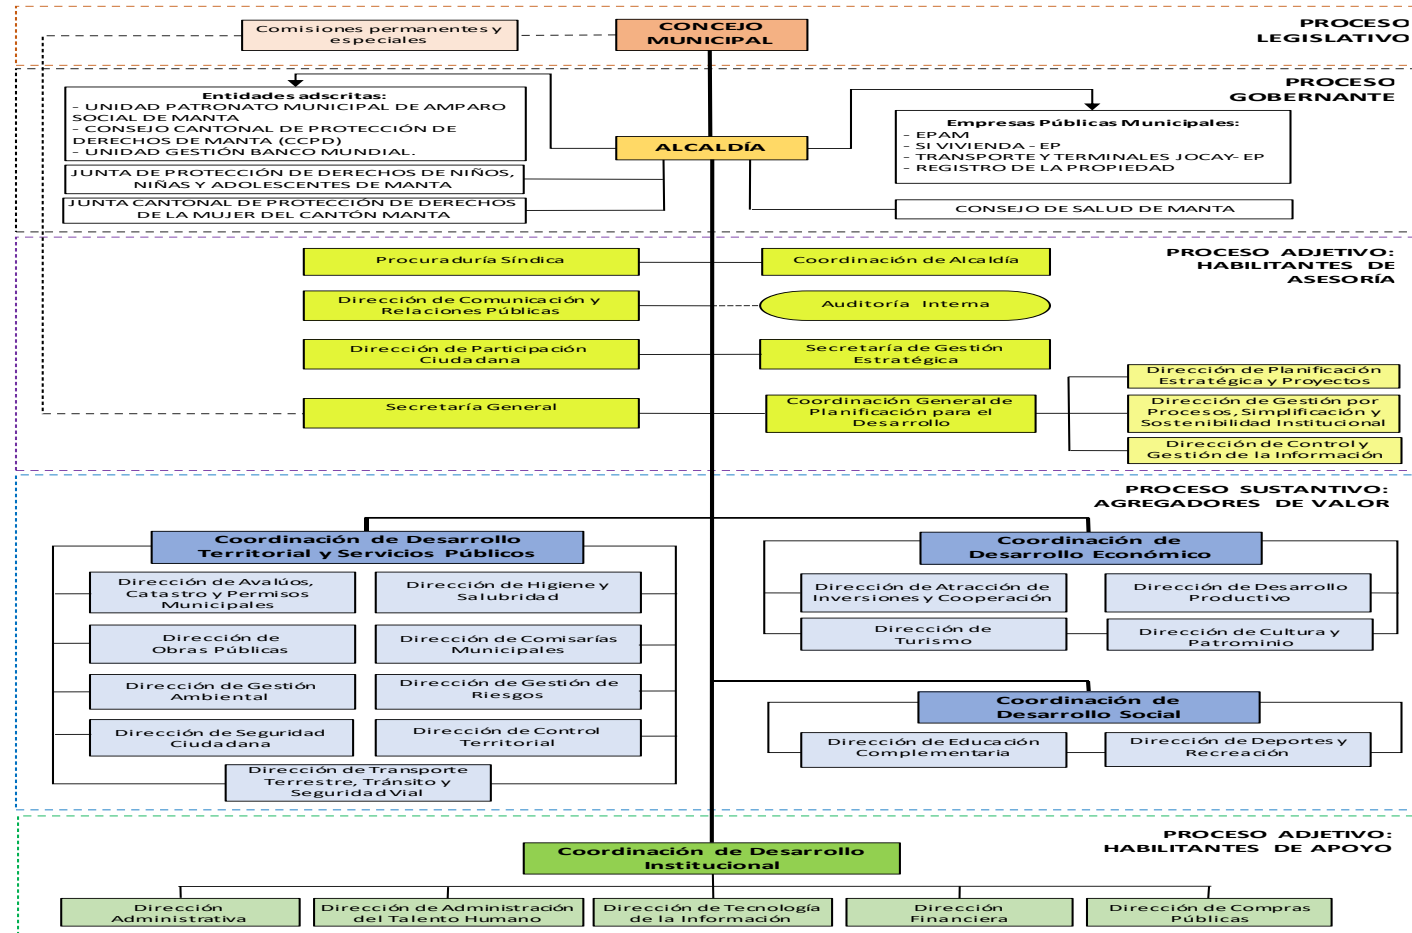 PROCESO
LEGISLATIVO
Comisiones permanentes y
especiales
CONCEJO
MUNICIPAL
PROCESO
GOBERNANTE
Entidades adscritas:
- UNIDAD PATRONATO MUNICIPAL DE AMPARO
SOCIAL DE MANTA
- CONSEJO CANTONAL DE PROTECCIÓN DE
DERECHOS DE MANTA (CCPD)
- UNIDAD GESTIÓN BANCO MUNDIAL.
ALCALDÍA
Empresas Públicas Municipales:
- EPAM
- SI VIVIENDA - EP
- TRANSPORTE Y TERMINALES JOCAY- EP
- REGISTRO DE LA PROPIEDAD
JUNTA DE PROTECCIÓN DE DERECHOS DE NIÑOS,
NIÑAS Y ADOLESCENTES DE MANTA
JUNTA CANTONAL DE PROTECCIÓN DE DERECHOS
DE LA MUJER DEL CANTÓN MANTA
CONSEJO DE SALUD DE MANTA
PROCESO ADJETIVO:
HABILITANTES DE
ASESORÍA
Procuraduría Síndica
Coordinación de Alcaldía
Dirección de Comunicación y
Relaciones Públicas
Auditoría Interna
Dirección de Participación
Ciudadana
Secretaría de Gestión
Estratégica
Secretaría General
Coordinación General de
Planificación para el
Desarrollo
Dirección de Planificación
Estratégica y Proyectos
Dirección de Gestión por
Procesos, Simplificación y
Sostenibilidad Institucional
Dirección de Control y
Gestión de la Información
PROCESO SUSTANTIVO:
AGREGADORES DE VALOR
Coordinación de Desarrollo
Territorial y Servicios Públicos
Dirección de Avalúos,
Catastro y Permisos
Municipales
Dirección de Higiene y
Salubridad
Dirección de
Obras Públicas
Dirección de Comisarías
Municipales
Dirección de Gestión
Ambiental
Dirección de Gestión de
Riesgos
Dirección de Seguridad
Ciudadana
Dirección de Control
Territorial
Dirección de Transporte
Terrestre, Tránsito y
Seguridad Vial
Coordinación de
Desarrollo Económico
Dirección de Atracción de
Inversiones y Cooperación
Dirección de Desarrollo
Productivo
Dirección de
Turismo
Dirección de Cultura y
Patrominio
Coordinación de
Desarrollo Social
Dirección de Educación
Complementaria
Dirección de Deportes y
Recreación
PROCESO ADJETIVO:
HABILITANTES DE APOYO
Coordinación de Desarrollo
Institucional
Dirección
Administrativa
Dirección de Administración
del Talento Humano
Dirección de Tecnología
de la Información
Dirección
Financiera
Dirección de Compras
Públicas